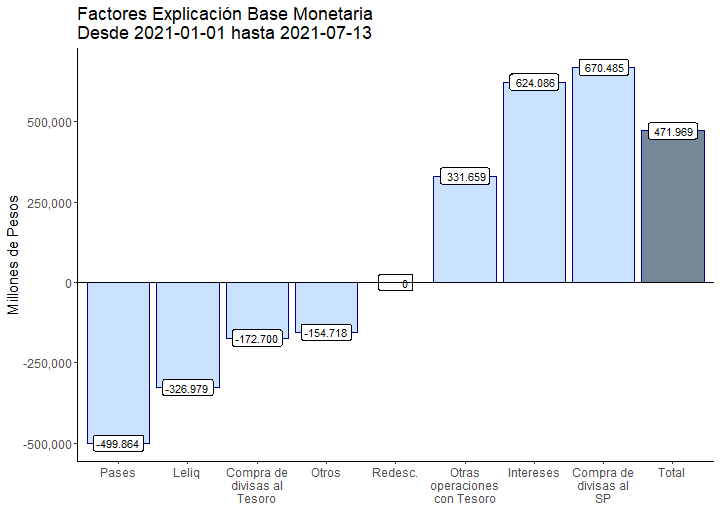 Factores Explicación Base Monetaria
Desde 2021-01-01 hasta 2021-07-13
Millones de Pesos
500,000
250,000
0
-250,000
-500,000
-499.864
-326.979
-172.700
-154.718
0
331.659
624.086
670.485
471.969
Pases
Leliq
Compra de
divisas al
Tesoro
Otros
Redesc.
Otras
operaciones
con Tesoro
Intereses
Compra de
divisas al
SP
Total